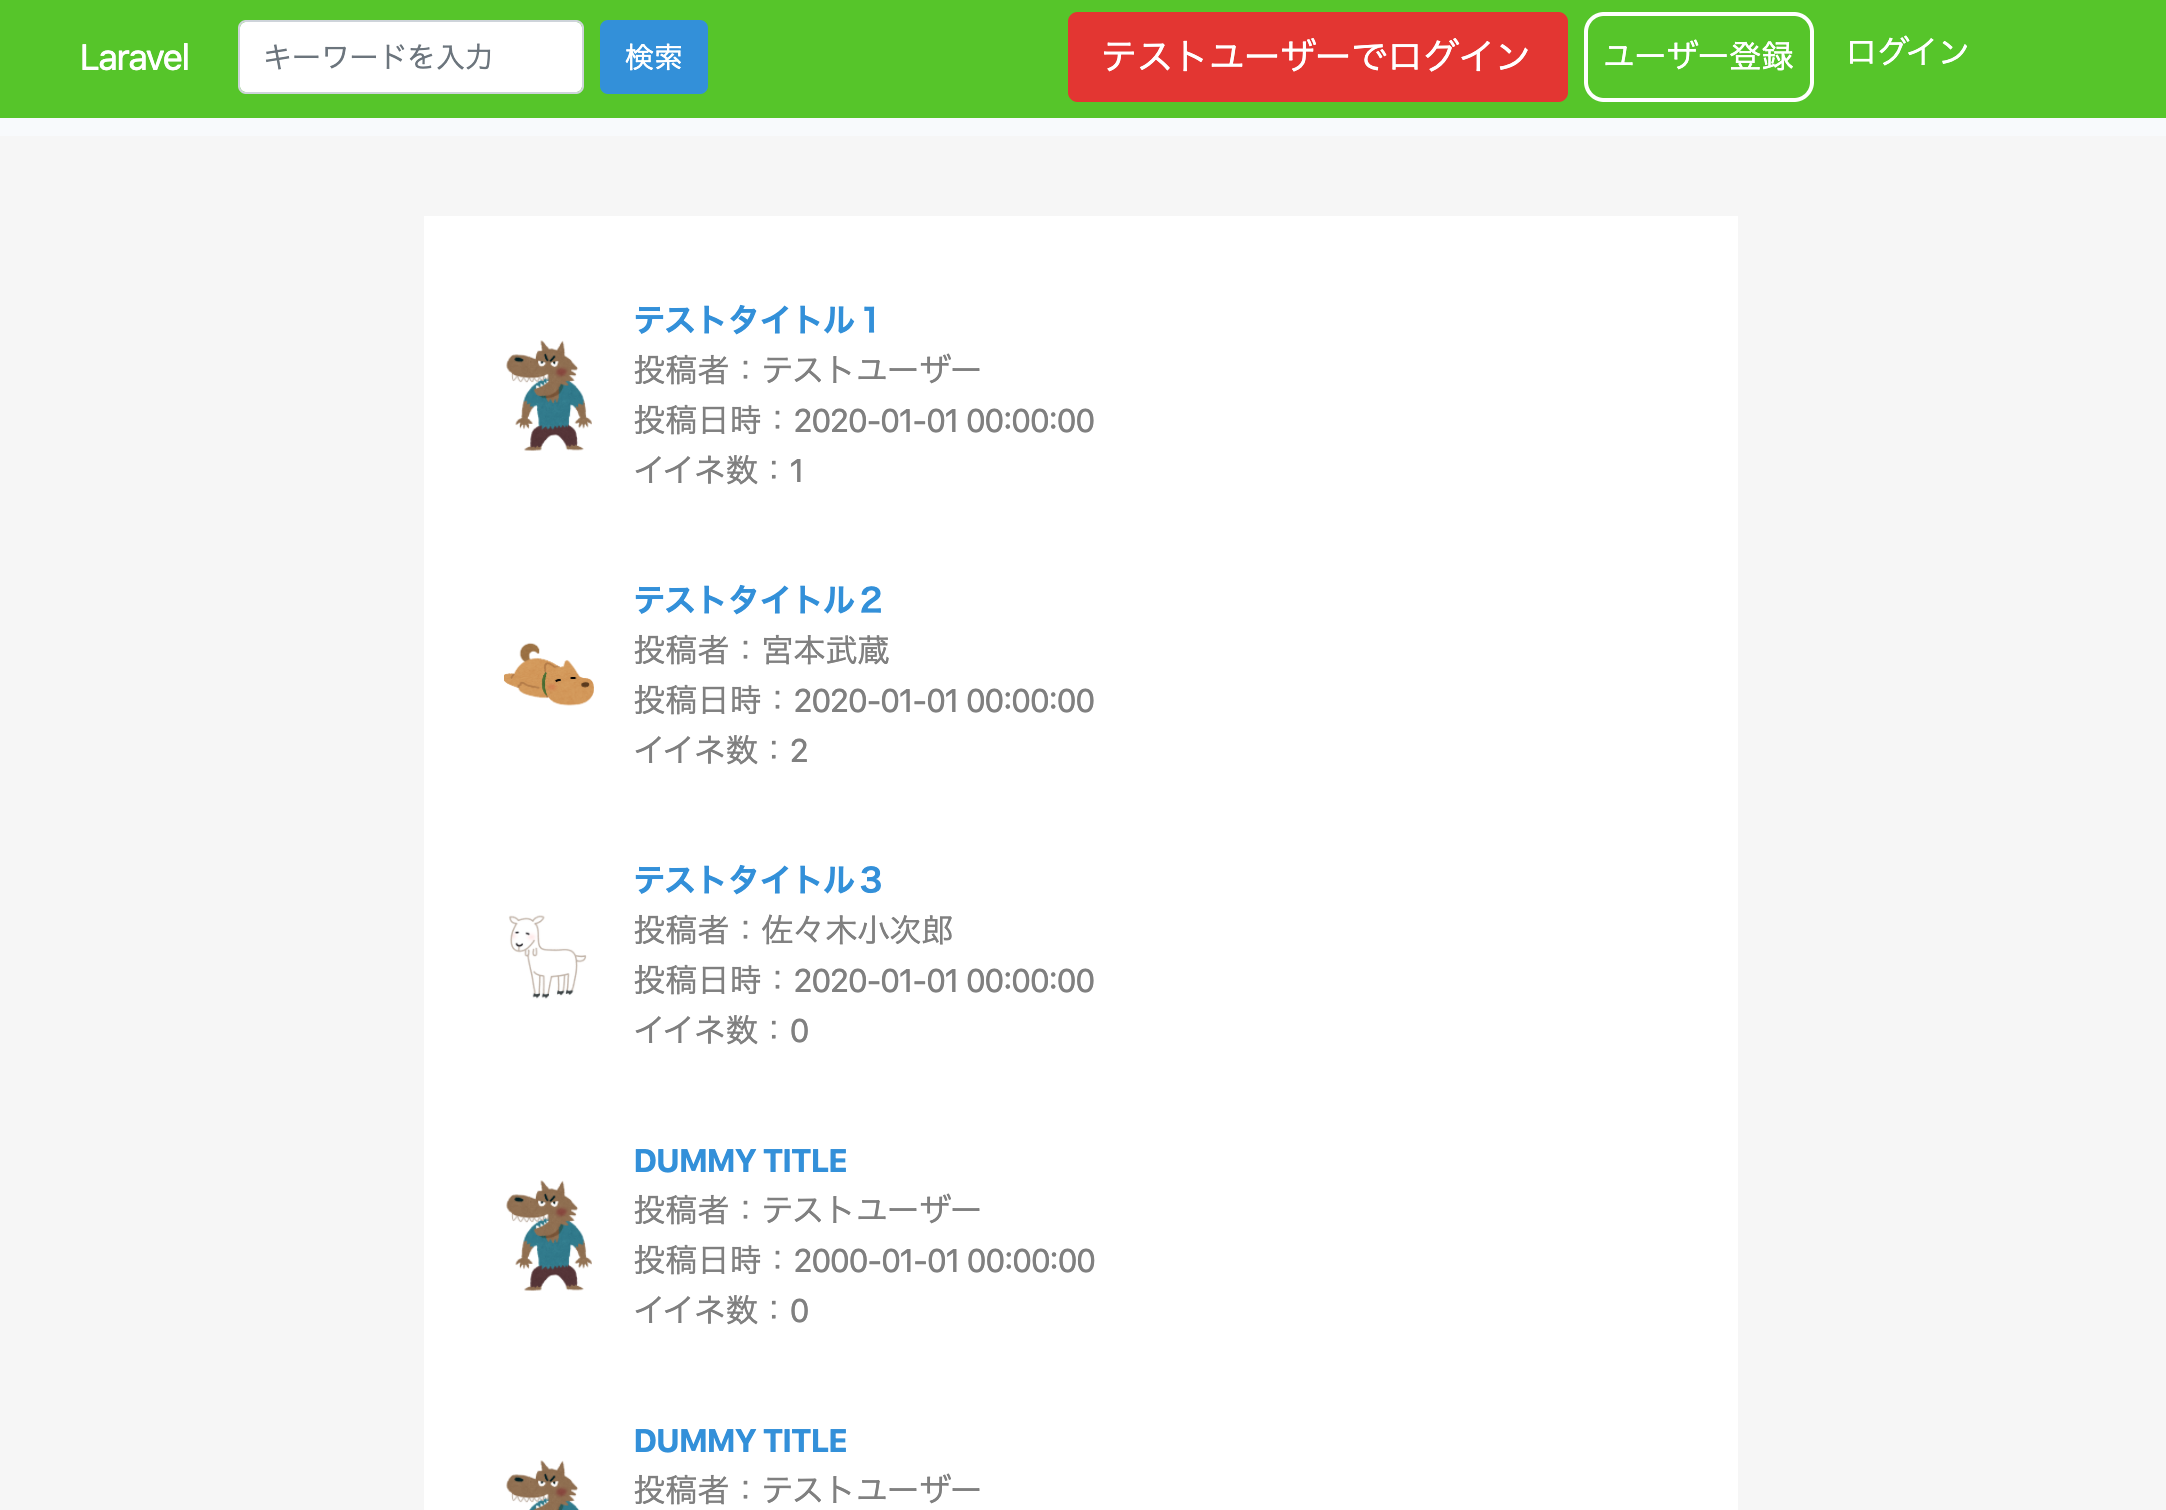 Laravel キーワードを入力 検索 テストユーザーでログイン ユーザー登録 ログイン
テストタイトル1
投稿者：テストユーザー
投稿日時：2020-01-01 00:00:00
イイネ数：1
テストタイトル2
投稿者：宮本武蔵
投稿日時：2020-01-01 00:00:00
イイネ数：2
テストタイトル3
投稿者：佐々木小次郎
投稿日時：2020-01-01 00:00:00
イイネ数：0
DUMMY TITLE
投稿者：テストユーザー
投稿日時：2000-01-01 00:00:00
イイネ数：0
DUMMY TITLE
投稿者：テストユーザー